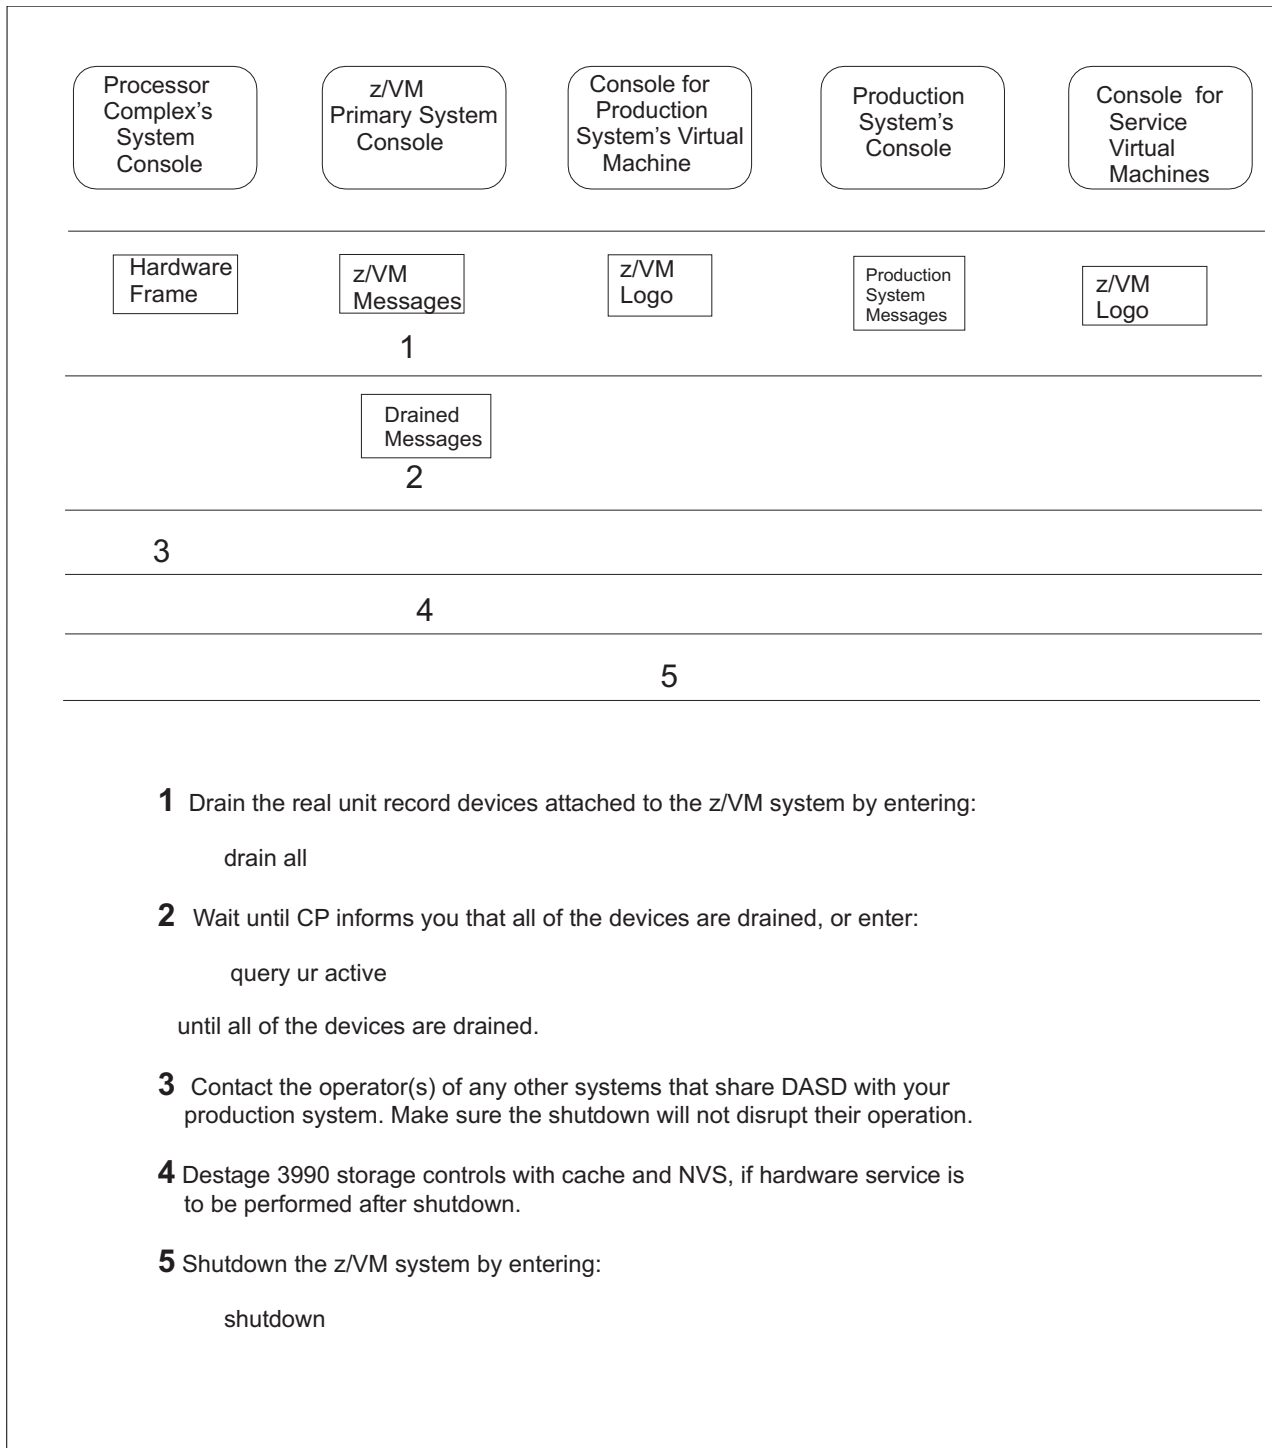 Processor
Complex's
System
Console
z/VM
Primary System
Console
Console for
Production
System's Virtual
Machine
Production
System's
Console
Console for
Service
Virtual
Machines
Hardware
Frame
z/VM
Messages
z/VM
Logo
Production
System
Messages
z/VM
Logo
1
Drained
Messages
2
3
4
5
1 Drain the real unit record devices attached to the z/VM system by entering:
drain all
2 Wait until CP informs you that all of the devices are drained, or enter:
query ur active
until all of the devices are drained.
3 Contact the operator(s) of any other systems that share DASD with your
production system. Make sure the shutdown will not disrupt their operation.
4 Destage 3990 storage controls with cache and NVS, if hardware service is
to be performed after shutdown.
5 Shutdown the z/VM system by entering:
shutdown